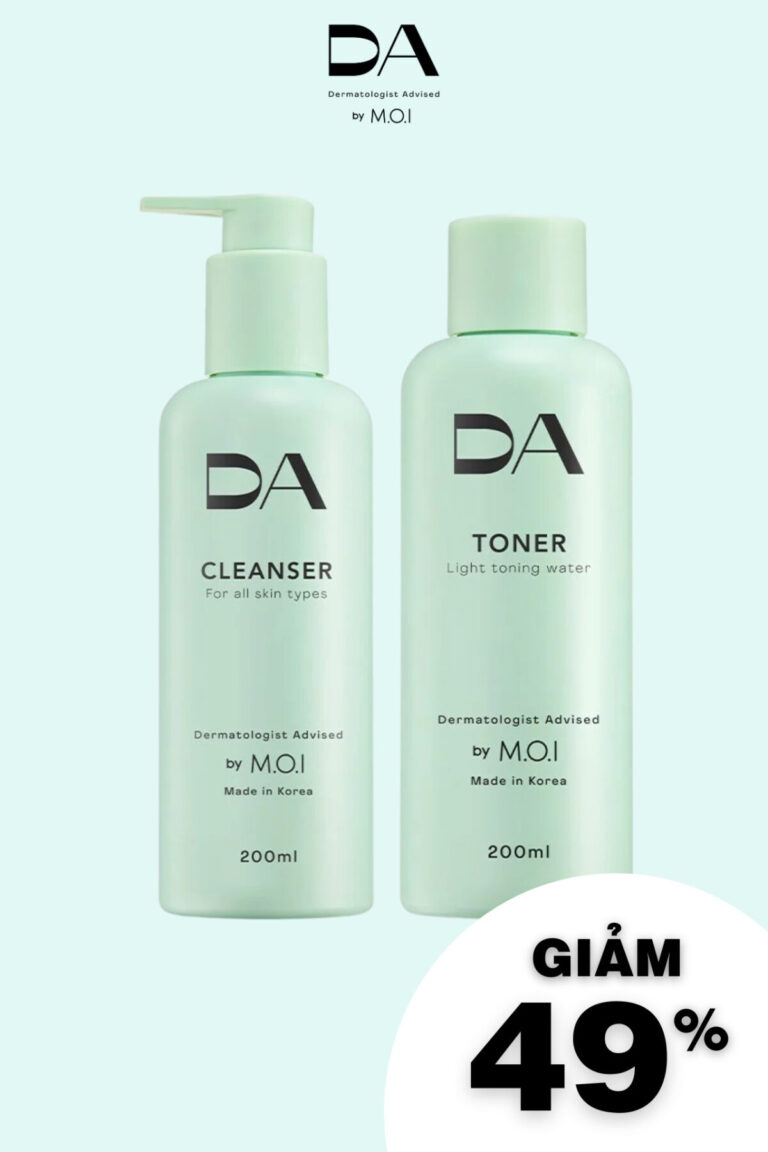 DA
Dermatologist Advised
by M.O.I
DA
CLEANSER
For all skin types
Dermatologist Advised
by M.O.I
Made in Korea
200ml
DA
TONER
Light toning water
Dermatologist Advised
by M.O.I
Made in Korea
200ml
GIẢM
49%